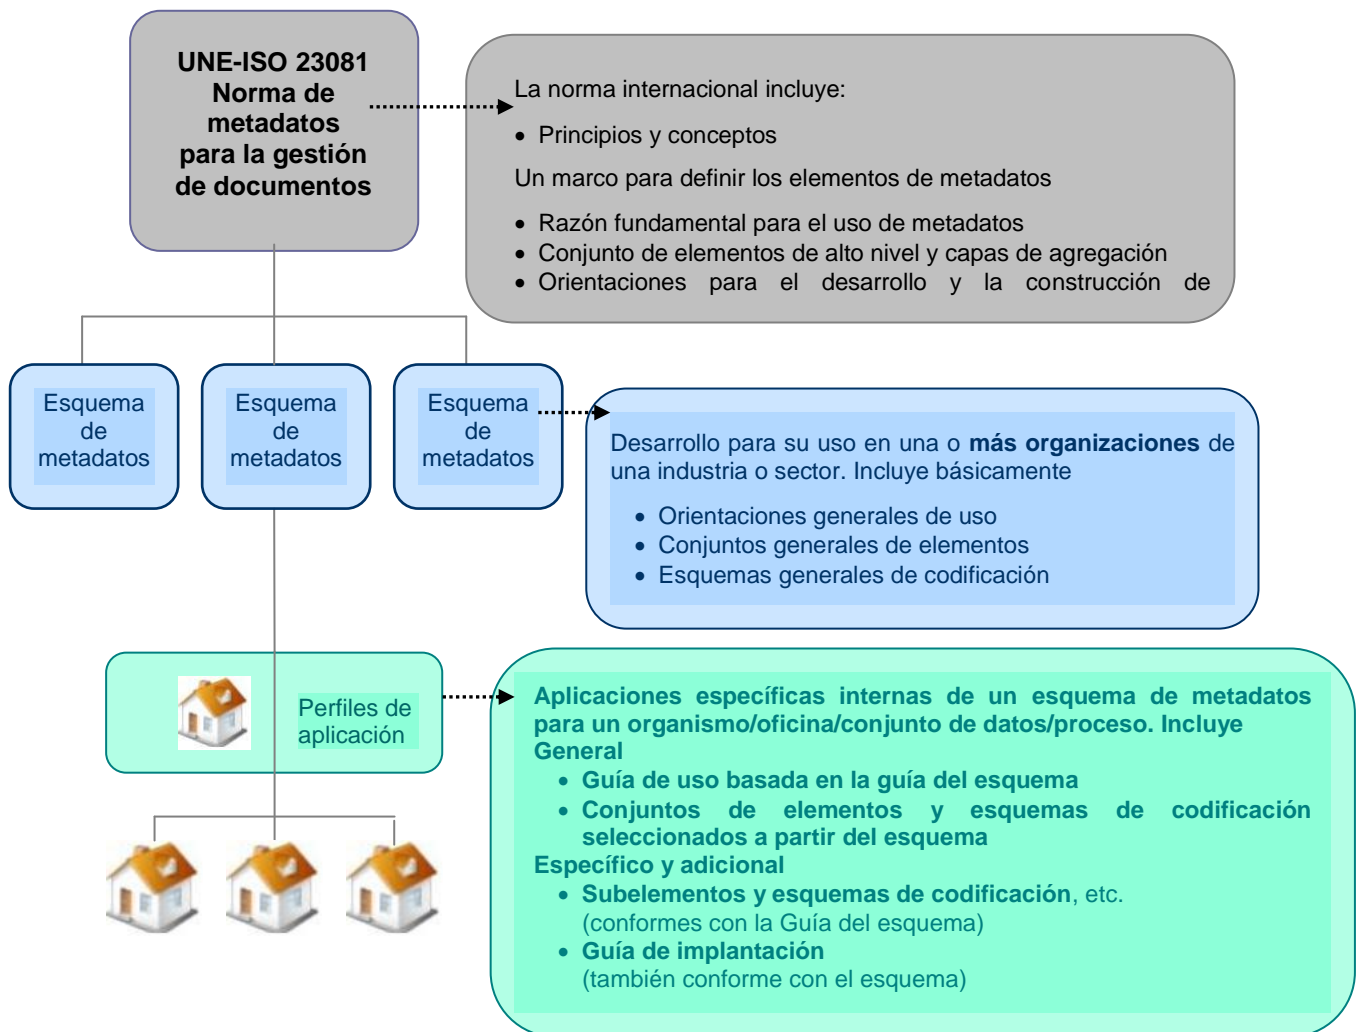 UNE-ISO 23081
Norma de
metadatos
para la gestión
de documentos
La norma internacional incluye:
• Principios y conceptos
Un marco para definir los elementos de metadatos
• Razón fundamental para el uso de metadatos
• Conjunto de elementos de alto nivel y capas de agregación
• Orientaciones para el desarrollo y la construcción de
Esquema
de
metadatos
Esquema
de
metadatos
Esquema
de
metadatos
Desarrollo para su uso en una o más organizaciones de
una industria o sector. Incluye básicamente
• Orientaciones generales de uso
• Conjuntos generales de elementos
• Esquemas generales de codificación
Perfiles de
aplicación
Aplicaciones específicas internas de un esquema de metadatos
para un organismo/oficina/conjunto de datos/proceso. Incluye
General
• Guía de uso basada en la guía del esquema
• Conjuntos de elementos y esquemas de codificación
seleccionados a partir del esquema
Específico y adicional
• Subelementos y esquemas de codificación, etc.
(conformes con la Guía del esquema)
• Guía de implantación
(también conforme con el esquema)